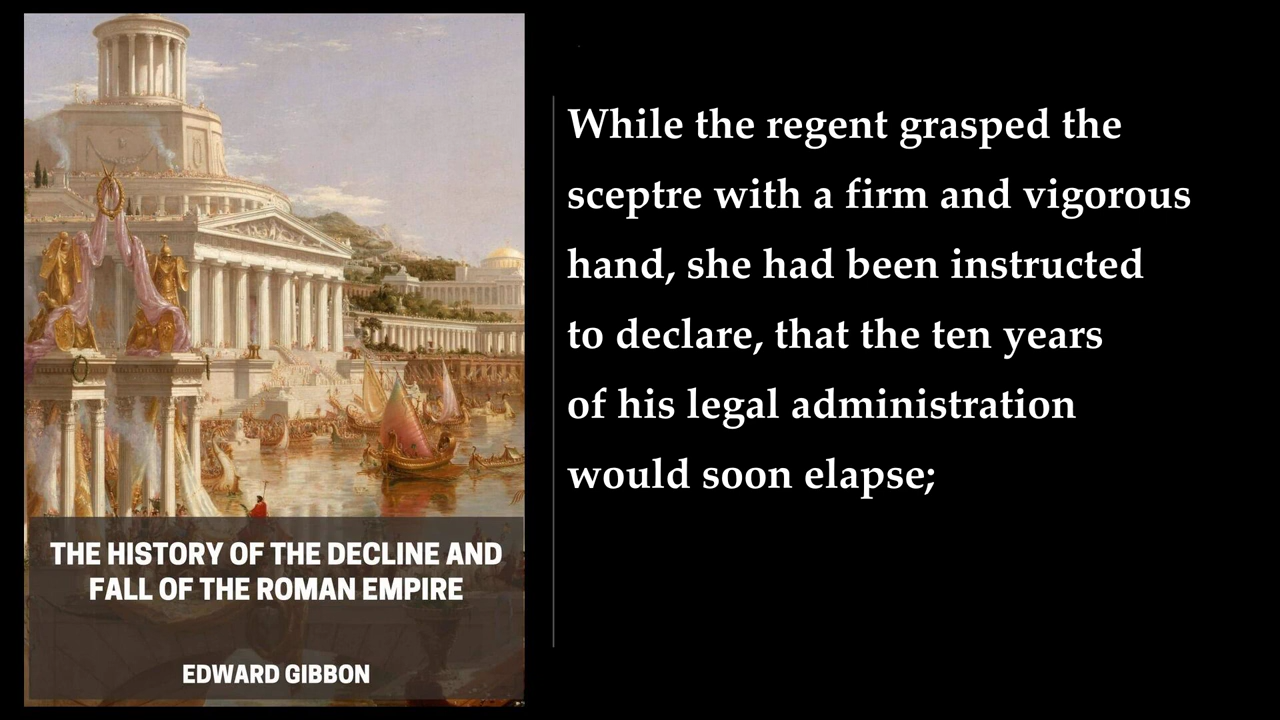 THE HISTORY OF THE DECLINE AND
FALL OF THE ROMAN EMPIRE
EDWARD GIBBON
While the regent grasped the
sceptre with a firm and vigorous
hand, she had been instructed
to declare, that the ten years
of his legal administration
would soon elapse;